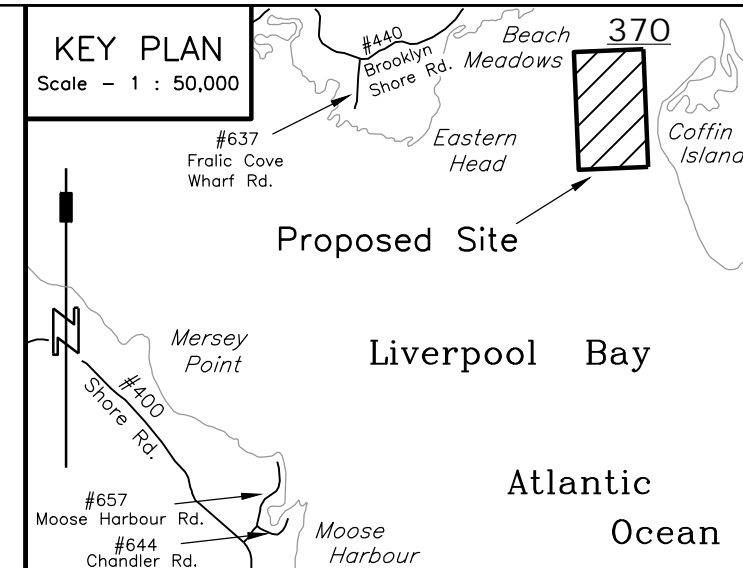 KEY PLAN
Scale - 1 : 50,000
#440
Brooklyn
Shore Rd.
Beach
Meadows
370
#637
Fralic Cove
Wharf Rd.
Eastern
Head
Coffin
Island
Proposed Site
Mersey
Point
Liverpool Bay
#400
Shore Rd.
Atlantic
Ocean
#657
Moose Harbour Rd.
#644
Chandler Rd.
Moose
Harbour
N